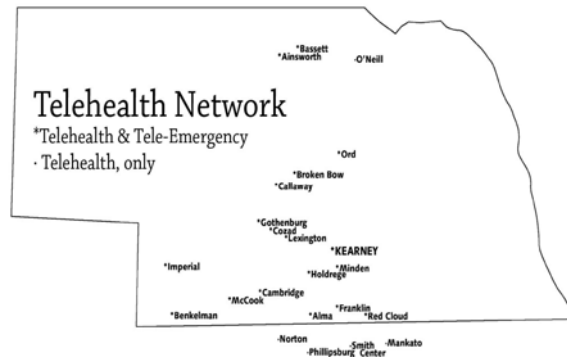 *Bassett
*Ainsworth
·O'Neill
Telehealth Network
*Telehealth & Tele-Emergency
· Telehealth, only
*Ord
*Broken Bow
*Callaway
*Gothenburg
*Cozad
*Lexington
*KEARNEY
*Imperial
*Minden
*Holdrege
*Cambridge
*McCook
*Franklin
*Benkelman
*Alma
*Red Cloud
·Norton
·Smith Center
·Mankato
·Phillipsburg